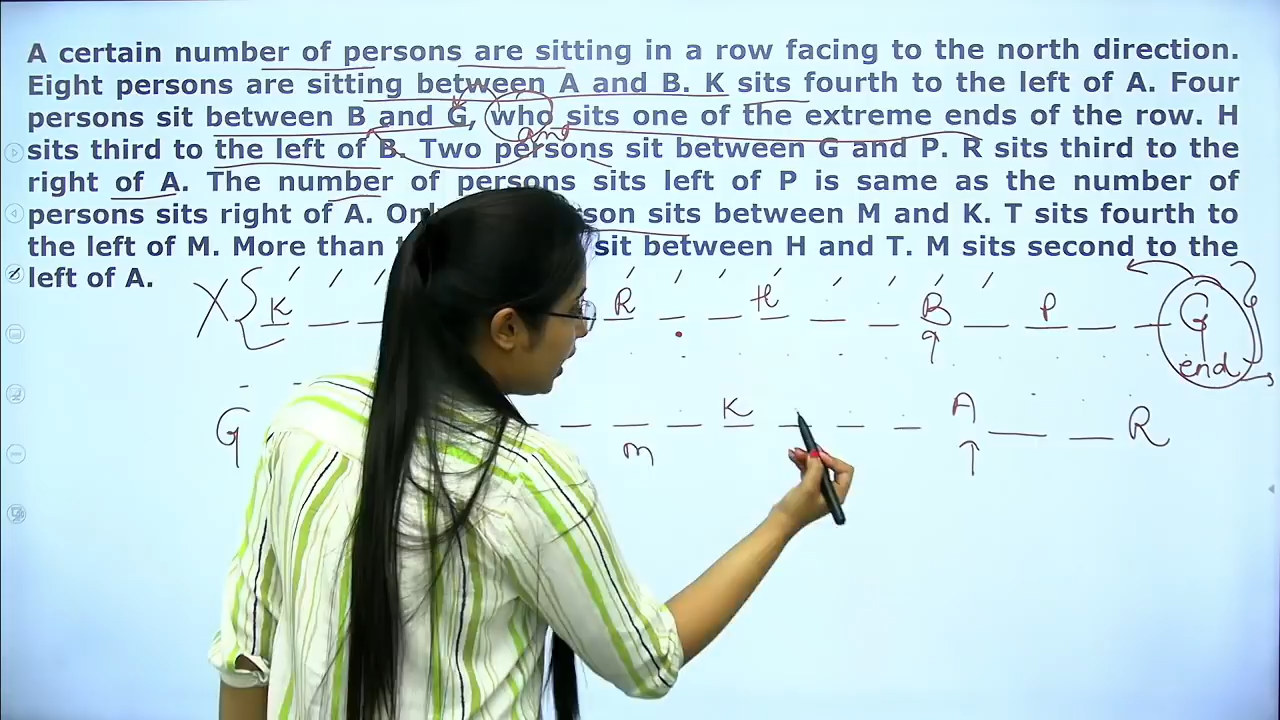 A certain number of persons are sitting in a row facing to the north direction.
Eight persons are sitting between A and B. K sits fourth to the left of A. Four
persons sit between B and G, who sits one of the extreme ends of the row. H
and
sits third to the left of B. Two persons sit between G and P. R sits third to the
right of A. The number of persons sits left of P is same as the number of
persons sits right of A. son sits between M and K. T sits fourth to
the left of M. More than sit between H and T. M sits second to the
left of A.
X K R H B P G
end
G K A R
m